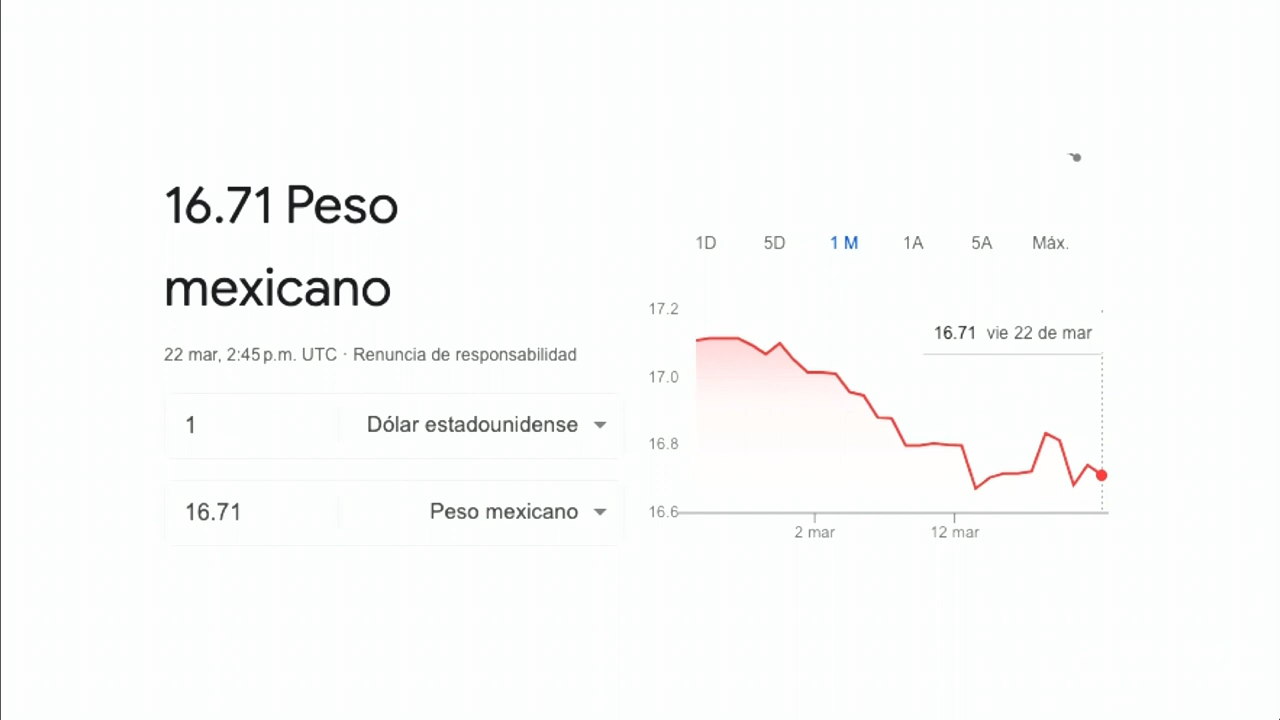 16.71 Peso
mexicano
22 mar, 2:45 p.m. UTC · Renuncia de responsabilidad
1 Dólar estadounidense
16.71 Peso mexicano
1D 5D 1 M 1A 5A Máx.
17.2
16.71 vie 22 de mar
17.0
16.8
16.6
2 mar 12 mar